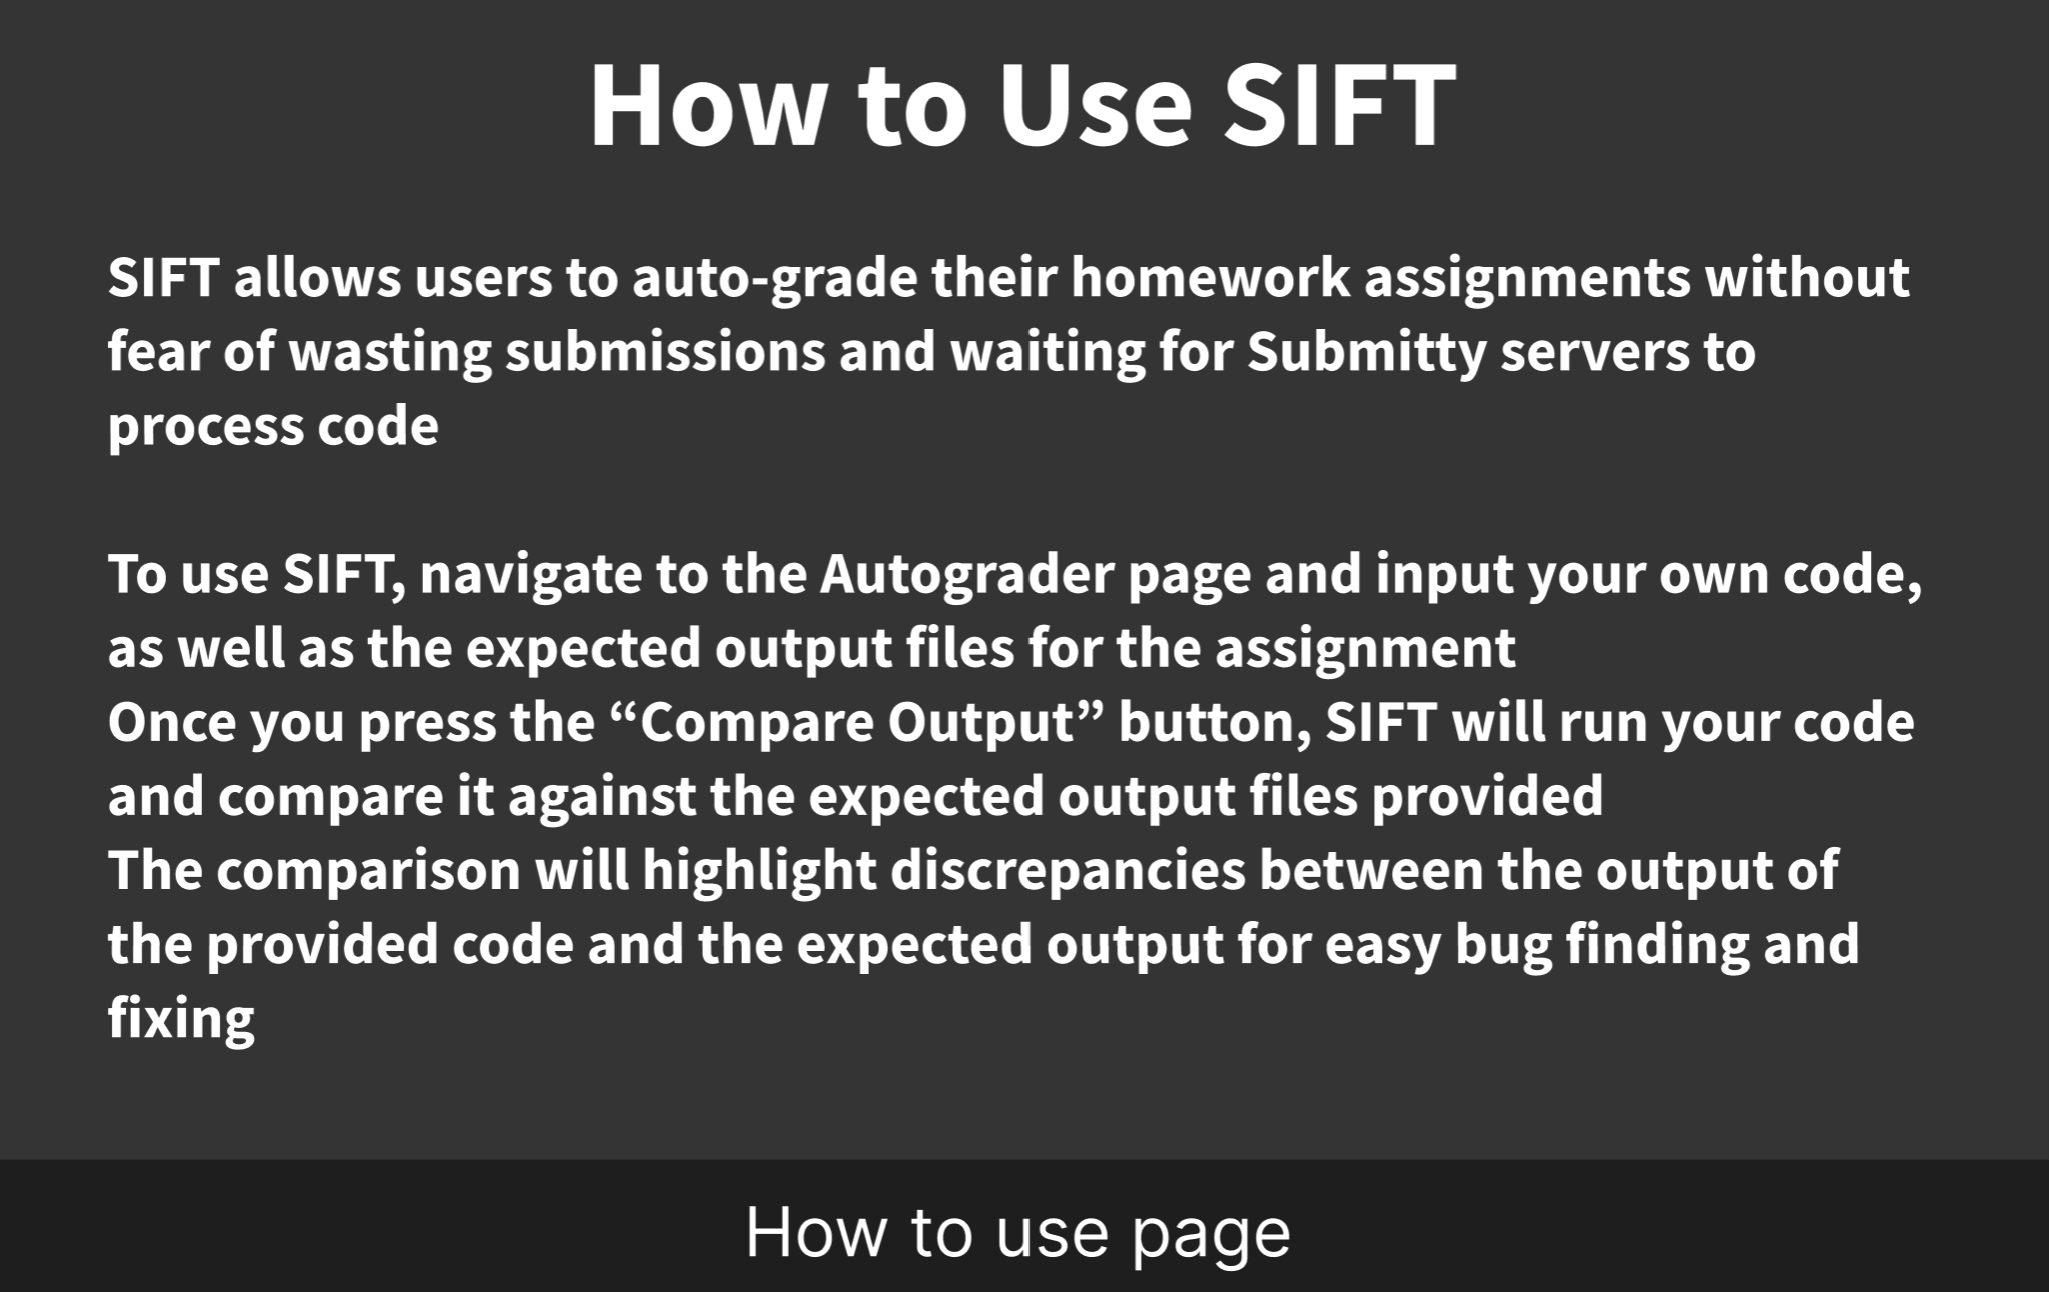 How to Use SIFT
SIFT allows users to auto-grade their homework assignments without
fear of wasting submissions and waiting for Submitty servers to
process code
To use SIFT, navigate to the Autograder page and input your own code,
as well as the expected output files for the assignment
Once you press the “Compare Output” button, SIFT will run your code
and compare it against the expected output files provided
The comparison will highlight discrepancies between the output of
the provided code and the expected output for easy bug finding and
fixing
How to use page